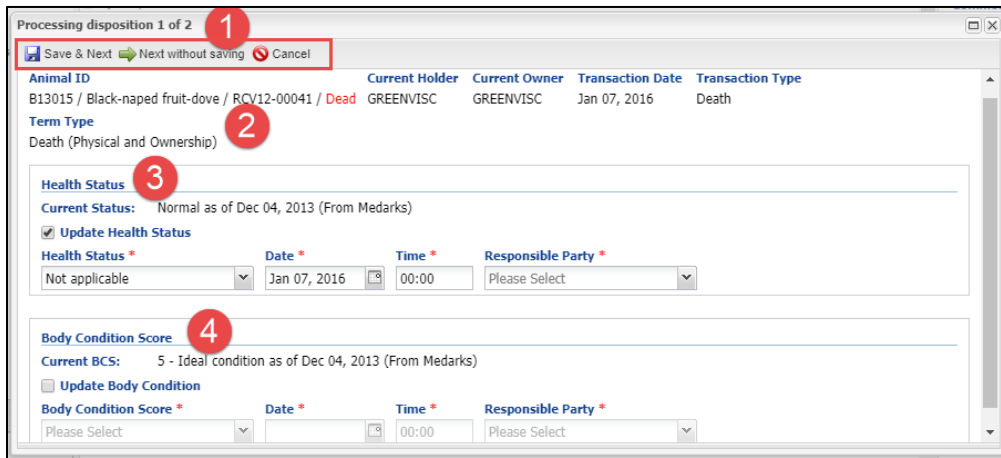 Processing disposition 1 of 2
1
Save & Next Next without saving Cancel
Animal ID Current Holder Current Owner Transaction Date Transaction Type
B13015 / Black-naped fruit-dove / RCV12-00041 / Dead GREENVISC GREENVISC Jan 07, 2016 Death
Term Type
2
Death (Physical and Ownership)
Health Status
3
Current Status: Normal as of Dec 04, 2013 (From Medarks)
Update Health Status
Health Status * Date * Time * Responsible Party *
Not applicable Jan 07, 2016 00:00 Please Select
Body Condition Score
4
Current BCS: 5 - Ideal condition as of Dec 04, 2013 (From Medarks)
Update Body Condition
Body Condition Score * Date * Time * Responsible Party *
Please Select 00:00 Please Select